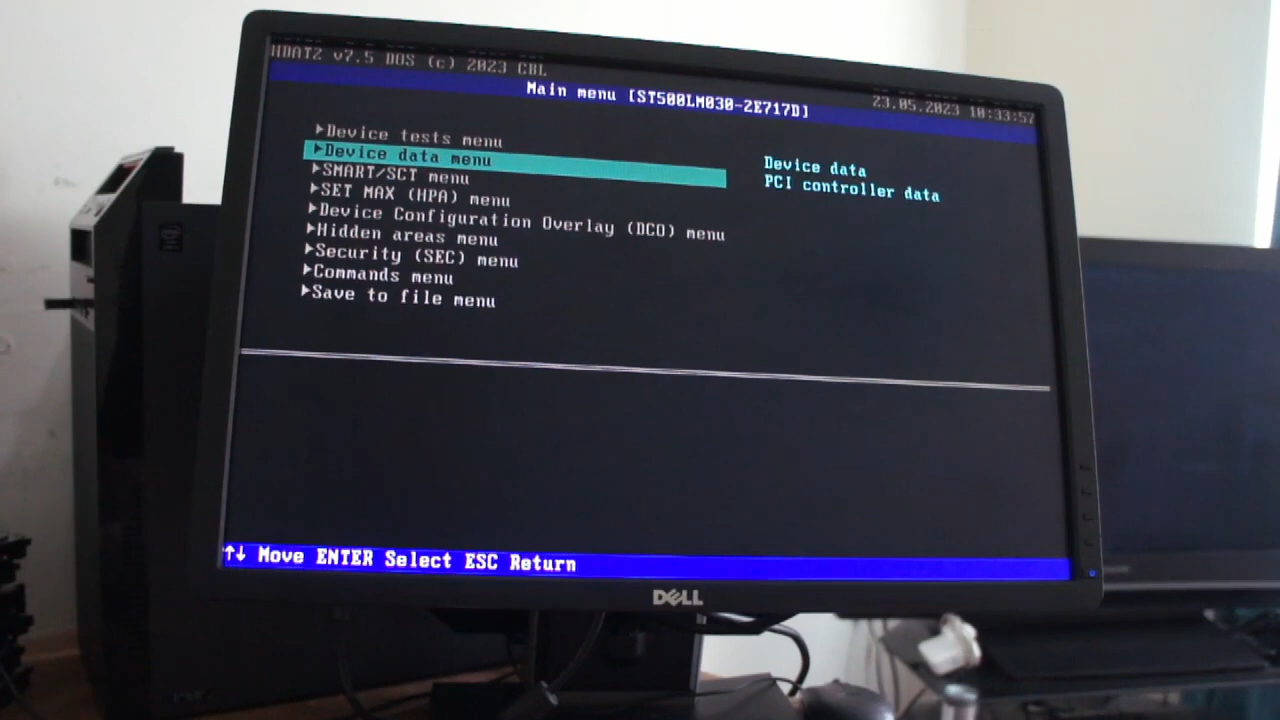 HDAT2 v7.5 DOS (c) 2023 CBL
Main menu [ST500LM030-2E717D]
23.05.2023 10:33:57
Device tests menu
Device data menu
SMART/SCT menu
SET MAX (HPA) menu
Device Configuration Overlay (DCO) menu
Hidden areas menu
Security (SEC) menu
Commands menu
Save to file menu
Device data
PCI controller data
↑↓ Move ENTER Select ESC Return
DELL